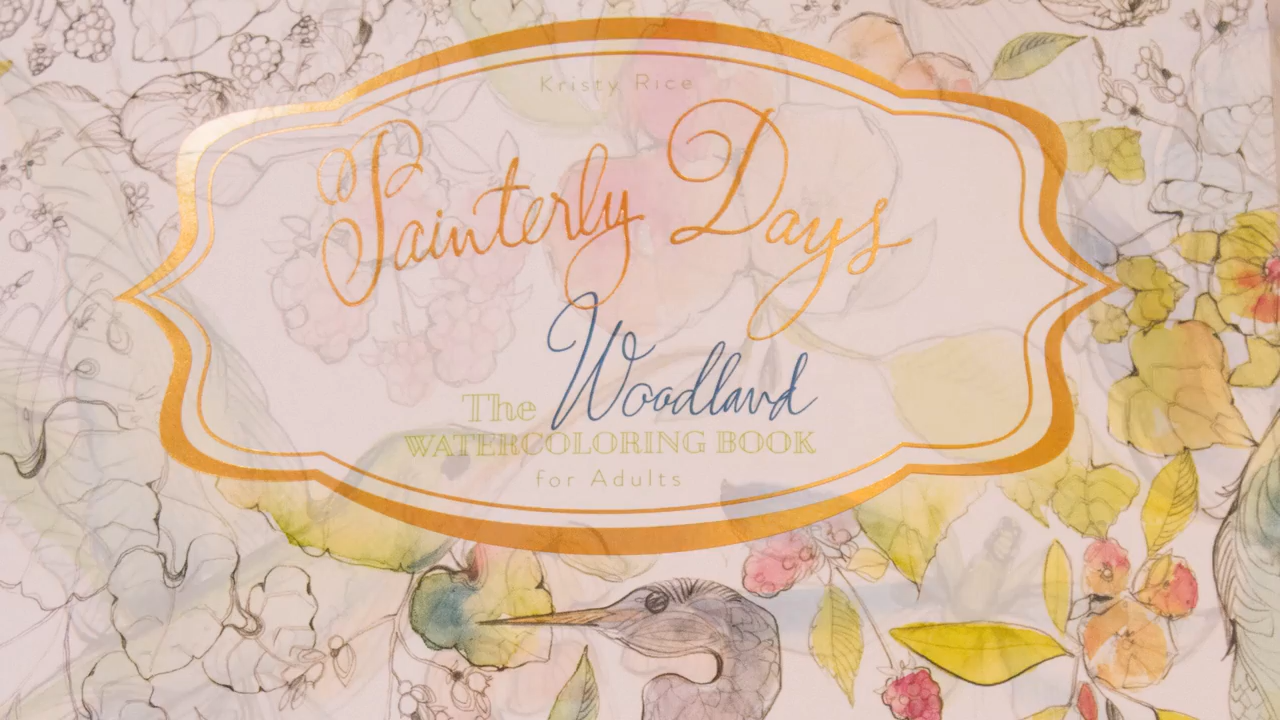 Kristy Rice
Painterly Days
The Woodland
WATERCOLORING BOOK
for Adults